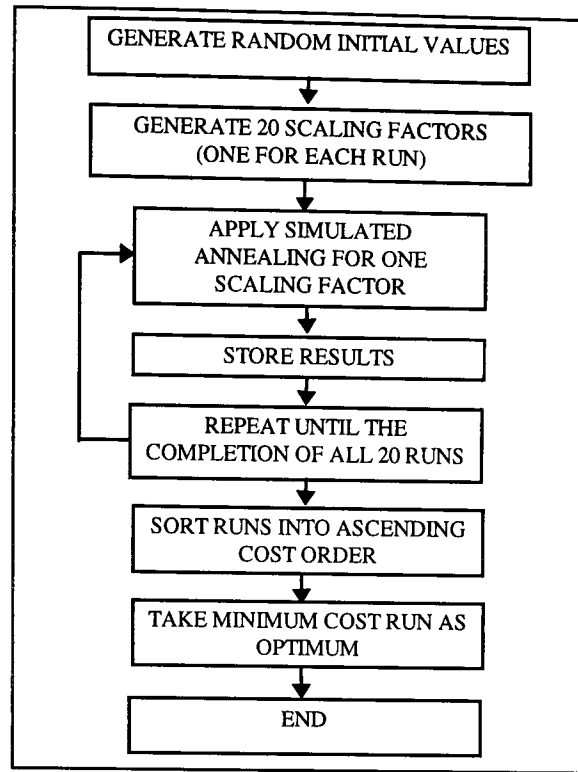 GENERATE RANDOM INITIAL VALUES
GENERATE 20 SCALING FACTORS
(ONE FOR EACH RUN)
APPLY SIMULATED
ANNEALING FOR ONE
SCALING FACTOR
STORE RESULTS
REPEAT UNTIL THE
COMPLETION OF ALL 20 RUNS
SORT RUNS INTO ASCENDING
COST ORDER
TAKE MINIMUM COST RUN AS
OPTIMUM
END